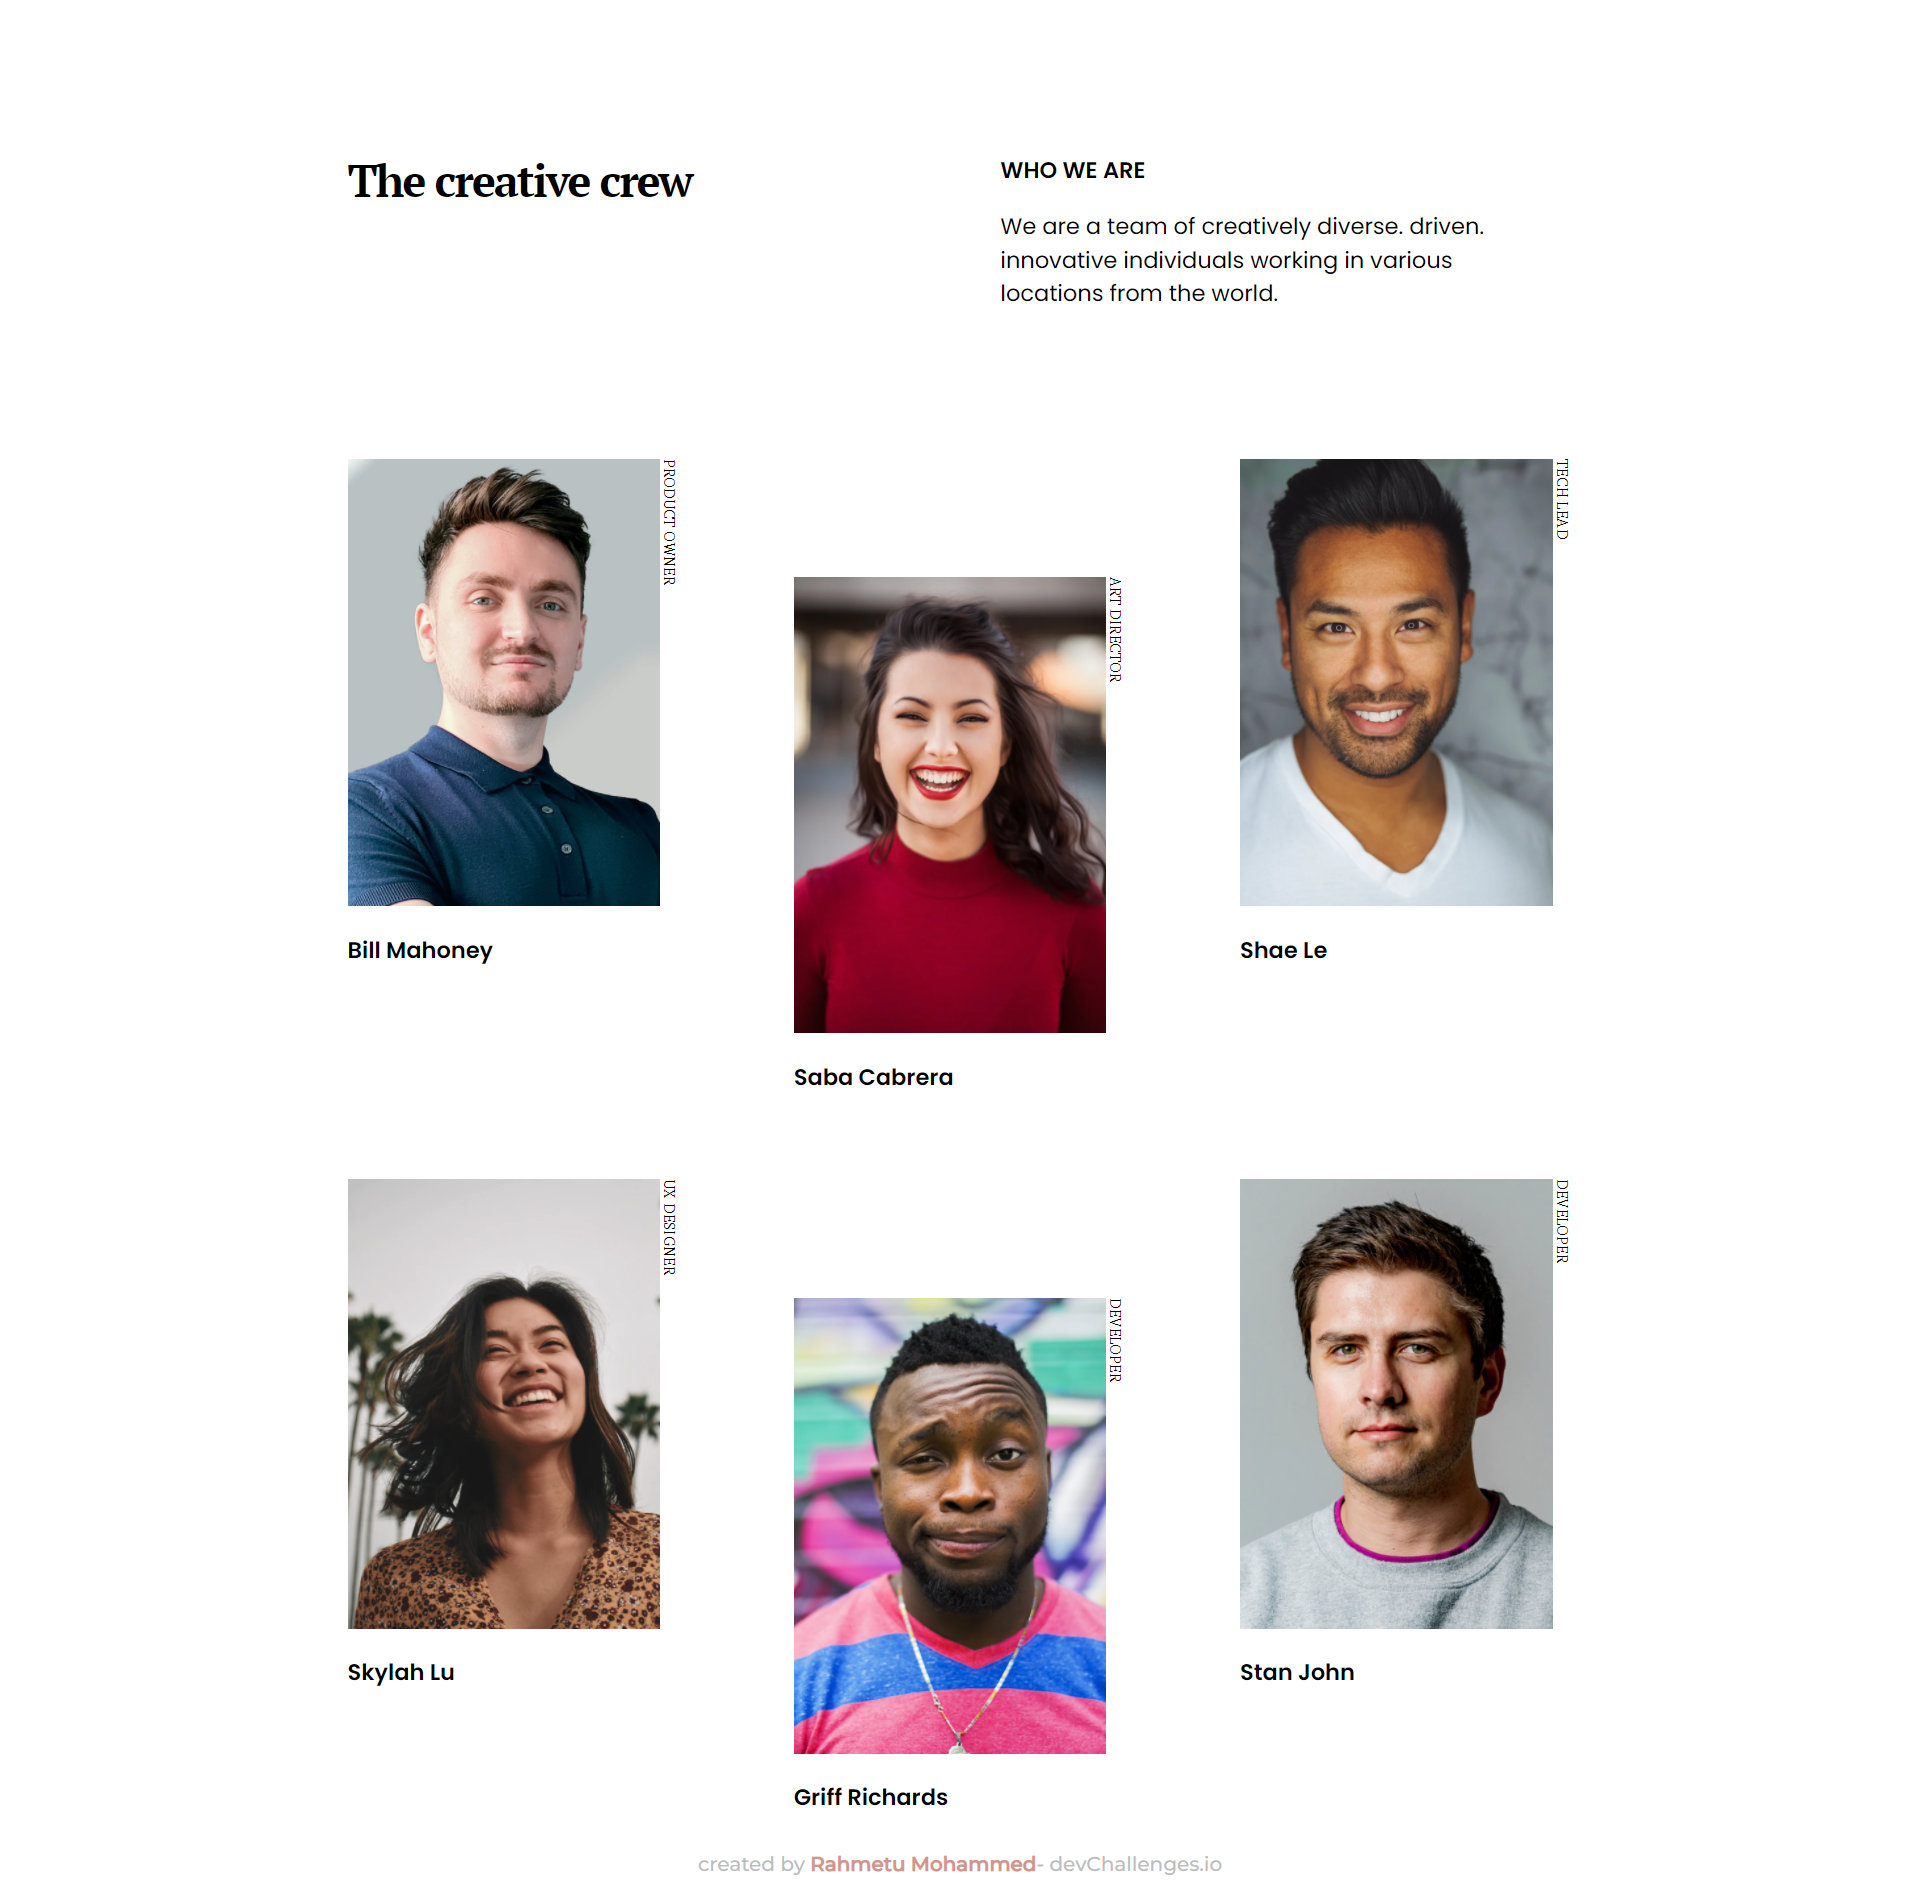 The creative crew
WHO WE ARE
We are a team of creatively diverse. driven.
innovative individuals working in various
locations from the world.
PRODUCT OWNER
Bill Mahoney
ART DIRECTOR
Saba Cabrera
TECH LEAD
Shae Le
UX DESIGNER
Skylah Lu
DEVELOPER
Griff Richards
DEVELOPER
Stan John
created by Rahmetu Mohammed- devChallenges.io